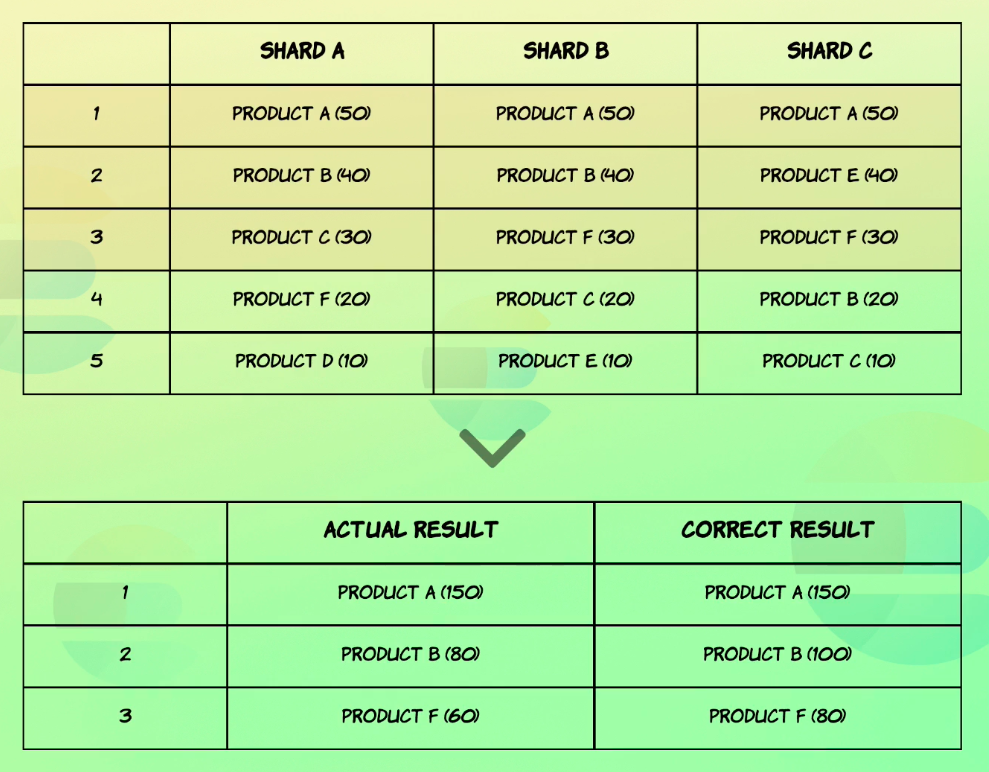 SHARD A SHARD B SHARD C
1 PRODUCT A (50) PRODUCT A (50) PRODUCT A (50)
2 PRODUCT B (40) PRODUCT B (40) PRODUCT E (40)
3 PRODUCT C (30) PRODUCT F (30) PRODUCT F (30)
4 PRODUCT F (20) PRODUCT C (20) PRODUCT B (20)
5 PRODUCT D (10) PRODUCT E (10) PRODUCT C (10)
ACTUAL RESULT CORRECT RESULT
1 PRODUCT A (150) PRODUCT A (150)
2 PRODUCT B (80) PRODUCT B (100)
3 PRODUCT F (60) PRODUCT F (80)